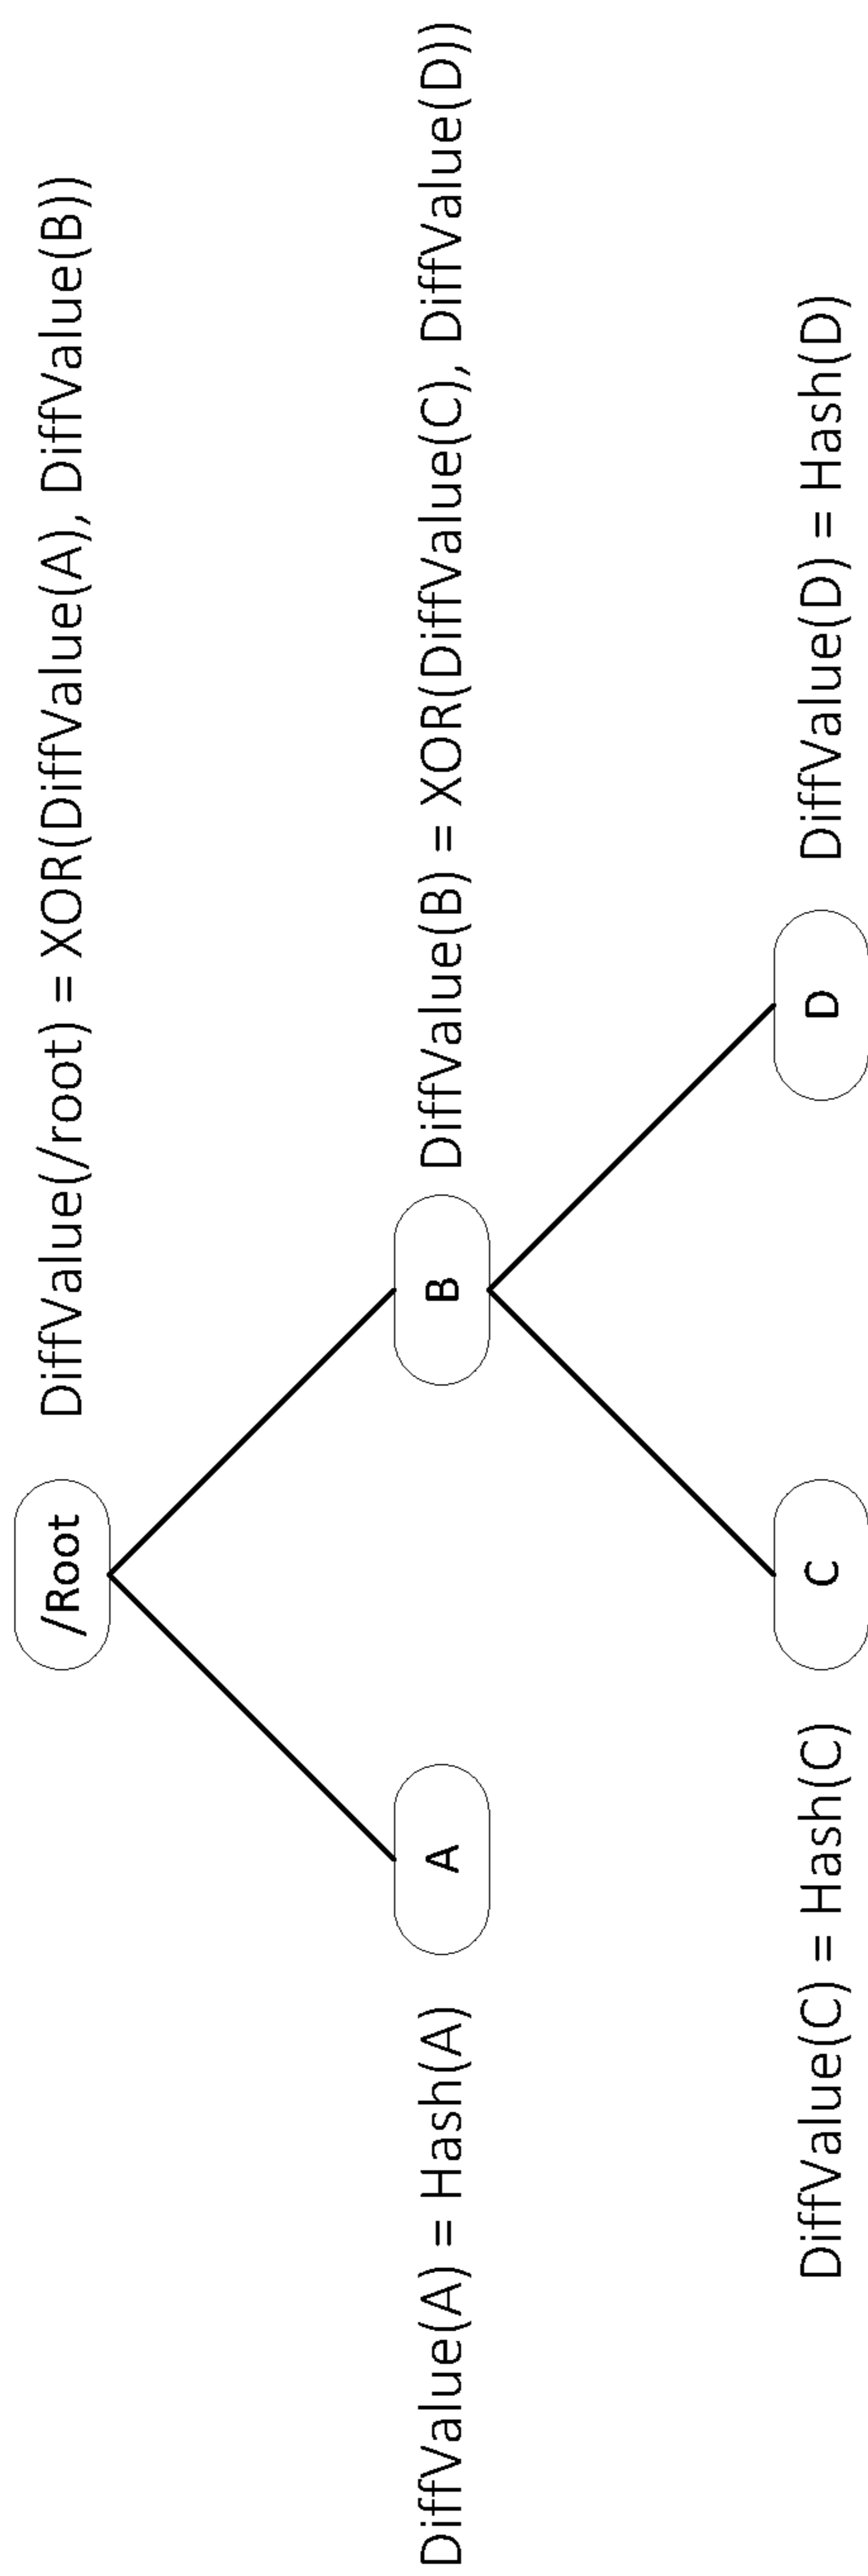 /Root
DiffValue(/root) = XOR(DiffValue(A), DiffValue(B))
DiffValue(A) = Hash(A)
A
B
DiffValue(B) = XOR(DiffValue(C), DiffValue(D))
DiffValue(C) = Hash(C)
C
D
DiffValue(D) = Hash(D)